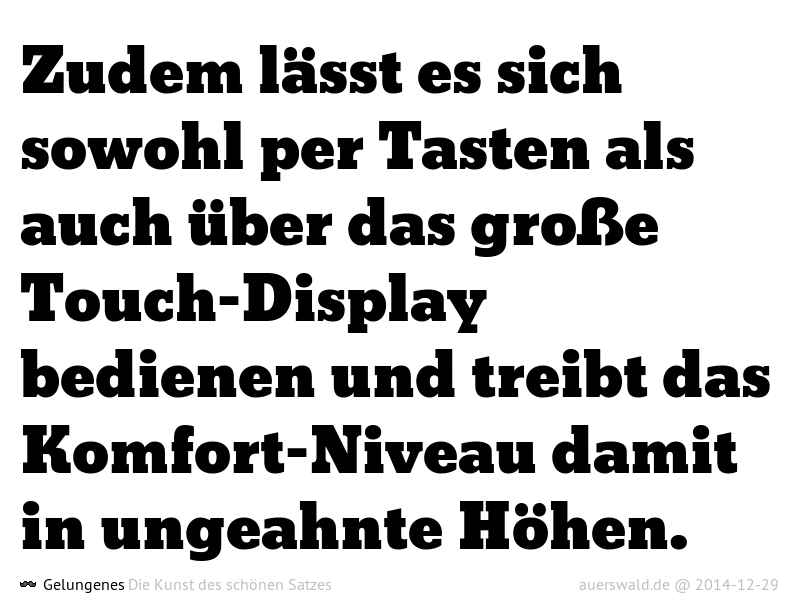 Zudem lässt es sich
sowohl per Tasten als
auch über das große
Touch-Display
bedienen und treibt das
Komfort-Niveau damit
in ungeahnte Höhen.
Gelungenes Die Kunst des schönen Satzes auerswald.de @ 2014-12-29